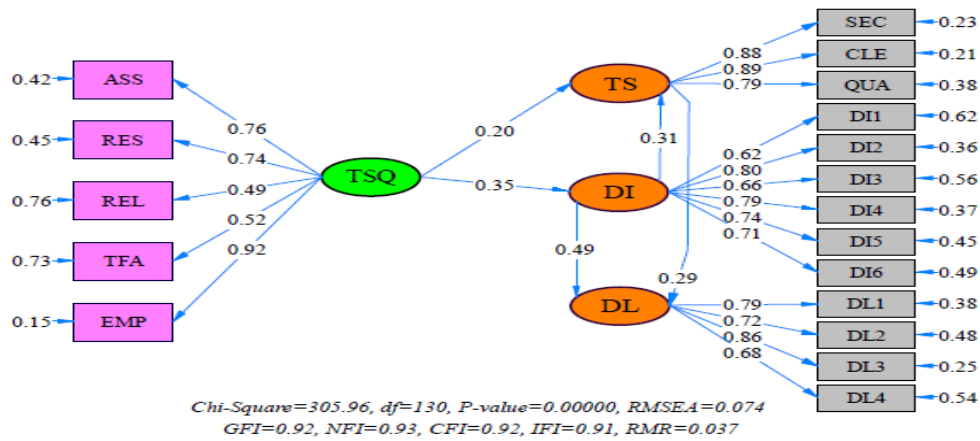 SEC
0.23
0.88
CLE
0.21
0.42
ASS
TS
0.89
QUA
0.38
0.79
DI1
0.62
0.76
0.20
0.31
0.45
RES
0.74
0.62
DI2
0.36
0.80
TSQ
0.35
DI
0.66
DI3
0.56
0.76
REL
0.49
0.79
DI4
0.37
0.52
0.74
DI5
0.45
0.73
TFA
0.92
0.49
0.71
DI6
0.49
0.29
0.15
EMP
DL
0.79
DL1
0.38
0.72
DL2
0.48
0.86
DL3
0.25
0.68
DL4
0.54
Chi-Square=305.96, df=130, P-value=0.00000, RMSEA=0.074
GFI=0.92, NFI=0.93, CFI=0.92, IFI=0.91, RMR=0.037